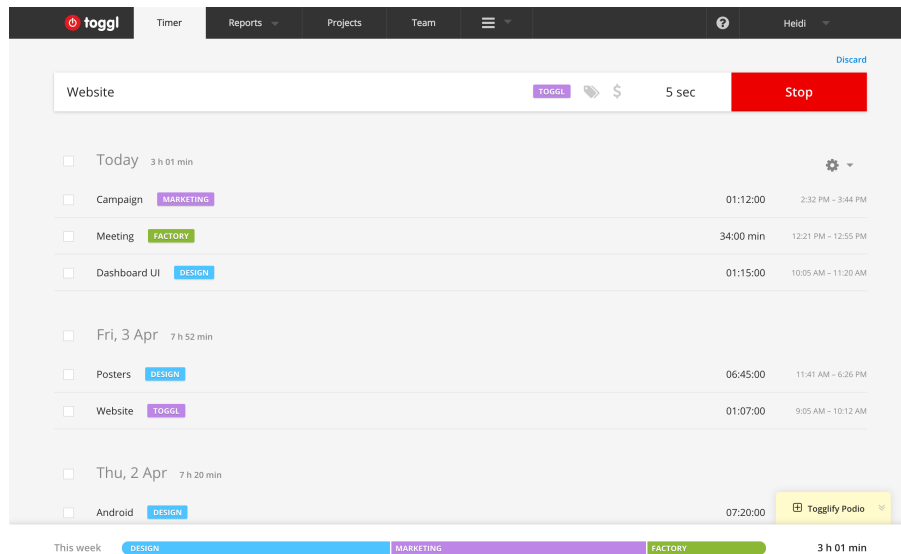 toggl Timer Reports Projects Team ? Heidi
Discard
Website TOGGL $ 5 sec Stop
Today 3 h 01 min
Campaign MARKETING 01:12:00 2:32 PM – 3:44 PM
Meeting FACTORY 34:00 min 12:21 PM – 12:55 PM
Dashboard UI DESIGN 01:15:00 10:05 AM – 11:20 AM
Fri, 3 Apr 7 h 52 min
Posters DESIGN 06:45:00 11:41 AM – 6:26 PM
Website TOGGL 01:07:00 9:05 AM – 10:12 AM
Thu, 2 Apr 7 h 20 min
Android DESIGN 07:20:00
Togglify Podio
This week DESIGN MARKETING FACTORY 3 h 01 min